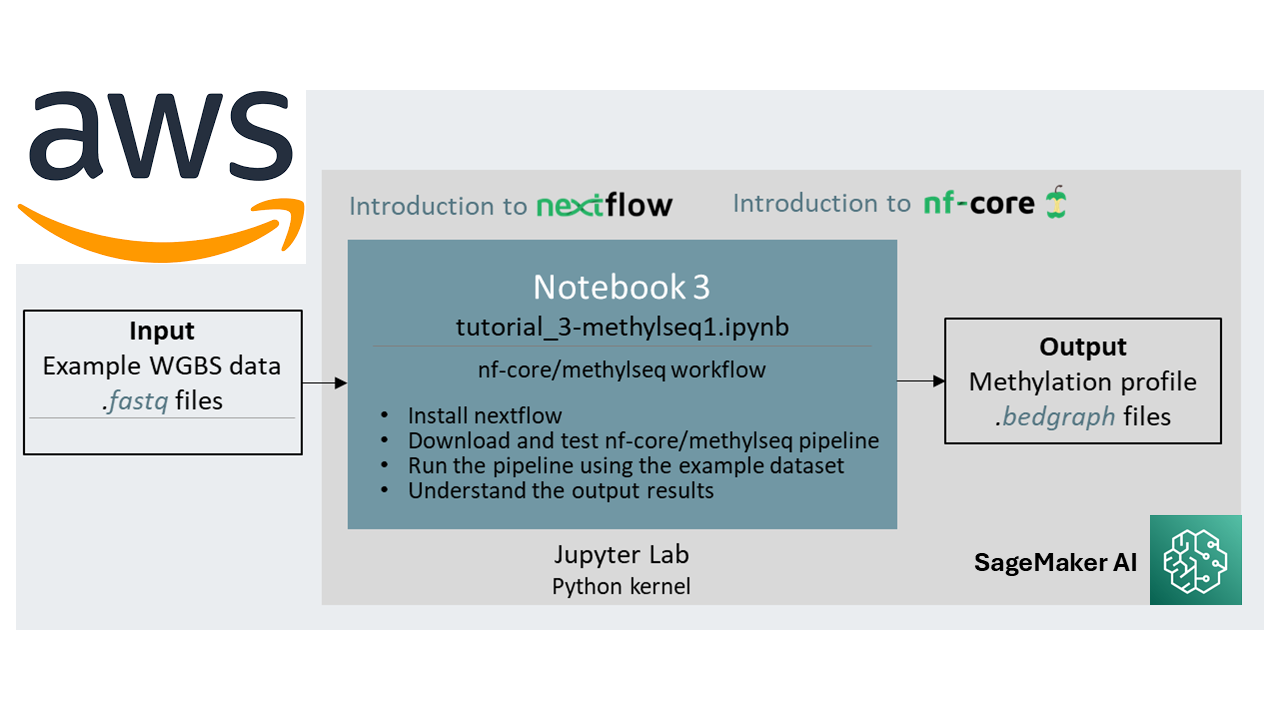 aws
Introduction to nextflow
Introduction to nf-core
Notebook 3
tutorial_3-methylseq1.ipynb
nf-core/methylseq workflow
• Install nextflow
• Download and test nf-core/methylseq pipeline
• Run the pipeline using the example dataset
• Understand the output results
Input
Example WGBS data
.fastq files
Output
Methylation profile
.bedgraph files
Jupyter Lab
Python kernel
SageMaker AI